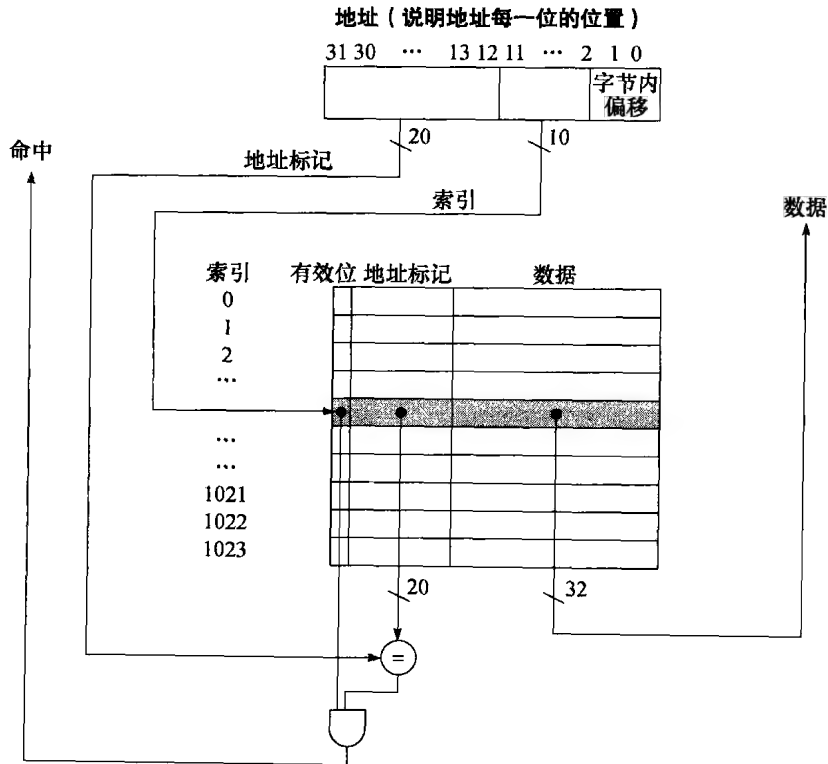 地址（说明地址每一位的位置）
31 30 ··· 13 12 11 ··· 2 1 0
字节内
偏移
20
10
命中
地址标记
索引
数据
索引 有效位 地址标记 数据
0
1
2
···
···
···
1021
1022
1023
20
32
=